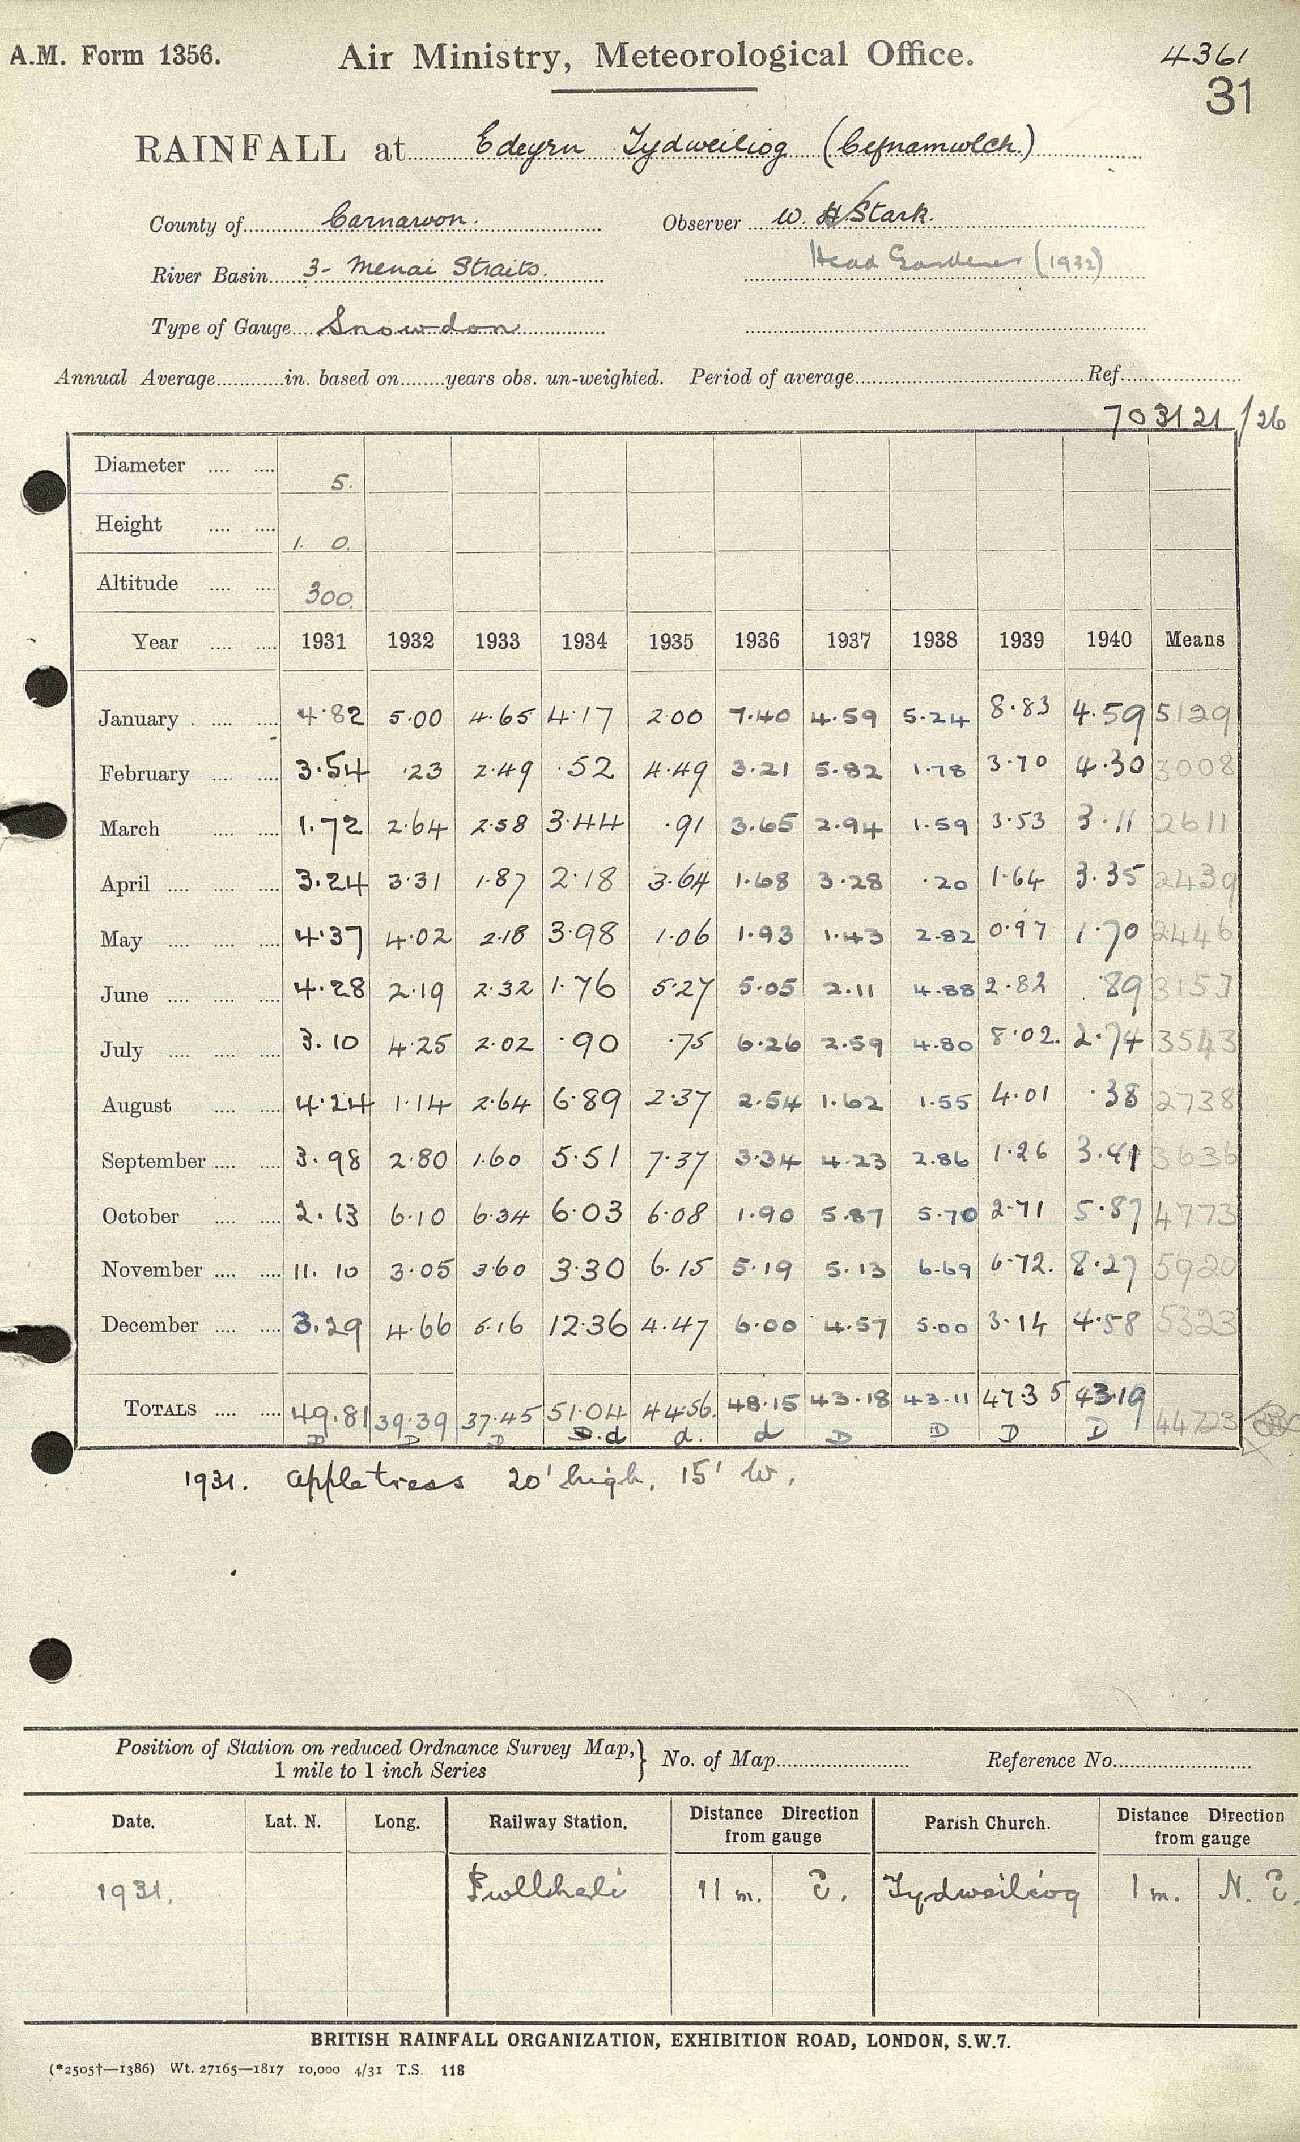 A.M. Form 1356. Air Ministry, Meteorological Office. 4361
31
RAINFALL at Edeyrn Tydweiliog (Cefnamwlch.)
County of Carnarvon. Observer W. H. Stark.
River Basin 3- Menai Straits. Head Gardener (1932)
Type of Gauge Snowdon
Annual Average in. based on years obs. un-weighted. Period of average Ref.
703121/26
Diameter 5.
Height 1. 0.
Altitude 300.
Year 1931 1932 1933 1934 1935 1936 1937 1938 1939 1940 Means
January 4.82 5.00 4.65 4.17 2.00 7.40 4.59 5.24 8.83 4.59 5129
February 3.54 .23 2.49 .52 4.49 3.21 5.82 1.78 3.70 4.30 3008
March 1.72 2.64 2.58 3.44 .91 3.65 2.94 1.59 3.53 3.11 2611
April 3.24 3.31 1.87 2.18 3.64 1.68 3.28 .20 1.64 3.35 2439
May 4.37 4.02 2.18 3.98 1.06 1.93 1.43 2.82 0.97 1.70 2446
June 4.28 2.19 2.32 1.76 5.27 5.05 2.11 4.88 2.82 .89 3157
July 3.10 4.25 2.02 .90 .75 6.26 2.59 4.80 8.02. 2.74 3543
August 4.24 1.14 2.64 6.89 2.37 2.54 1.62 1.55 4.01 .38 2738
September 3.98 2.80 1.60 5.51 7.37 3.34 4.23 2.86 1.26 3.41 3636
October 2.13 6.10 6.34 6.03 6.08 1.90 5.87 5.70 2.71 5.87 4773
November 11.10 3.05 3.60 3.30 6.15 5.19 5.13 6.69 6.72. 8.27 5920
December 3.29 4.66 5.16 12.36 4.47 6.00 4.57 5.00 3.14 4.58 5323
TOTALS 49.81 39.39 37.45 51.04 44.56. 48.15 43.18 43.11 47.35 43.19 44723
D D D D.d d. d D D D D
1931. Appletrees 20' high, 15' W.
Position of Station on reduced Ordnance Survey Map,} No. of Map Reference No.
1 mile to 1 inch Series
Date. Lat. N. Long. Railway Station. Distance Direction from gauge Parish Church. Distance Direction from gauge
1931. Pwllheli 11 m. E. Tydweiliog 1 m. N. E.
BRITISH RAINFALL ORGANIZATION, EXHIBITION ROAD, LONDON, S.W.7.
(*2505†—1386) Wt. 27165—1817 10,000 4/31 T.S. 118